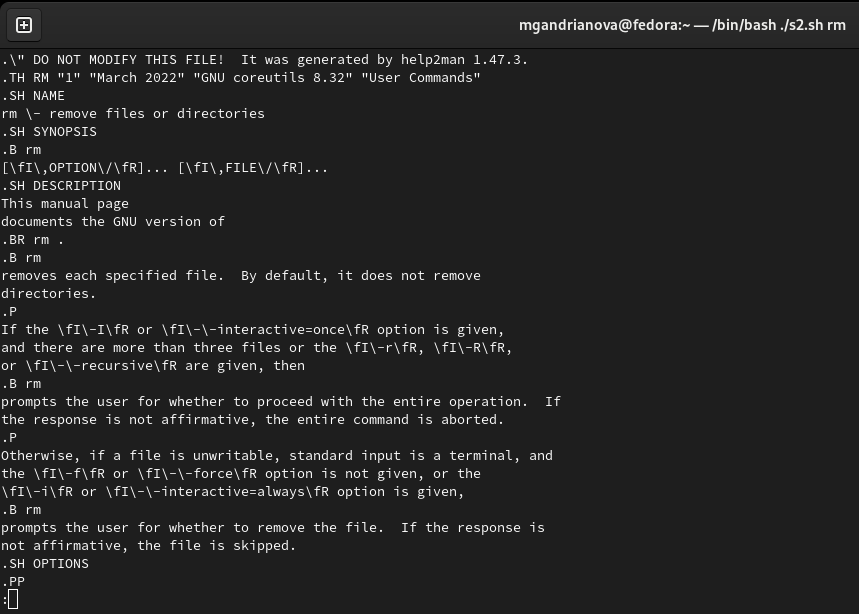 mgandrianova@fedora:~ — /bin/bash ./s2.sh rm
.\" DO NOT MODIFY THIS FILE!  It was generated by help2man 1.47.3.
.TH RM "1" "March 2022" "GNU coreutils 8.32" "User Commands"
.SH NAME
rm \- remove files or directories
.SH SYNOPSIS
.B rm
[\fI\,OPTION\/\fR]... [\fI\,FILE\/\fR]...
.SH DESCRIPTION
This manual page
documents the GNU version of
.BR rm .
.B rm
removes each specified file.  By default, it does not remove
directories.
.P
If the \fI\-I\fR or \fI\-\-interactive=once\fR option is given,
and there are more than three files or the \fI\-r\fR, \fI\-R\fR,
or \fI\-\-recursive\fR are given, then
.B rm
prompts the user for whether to proceed with the entire operation.  If
the response is not affirmative, the entire command is aborted.
.P
Otherwise, if a file is unwritable, standard input is a terminal, and
the \fI\-f\fR or \fI\-\-force\fR option is not given, or the
\fI\-i\fR or \fI\-\-interactive=always\fR option is given,
.B rm
prompts the user for whether to remove the file.  If the response is
not affirmative, the file is skipped.
.SH OPTIONS
.PP
: